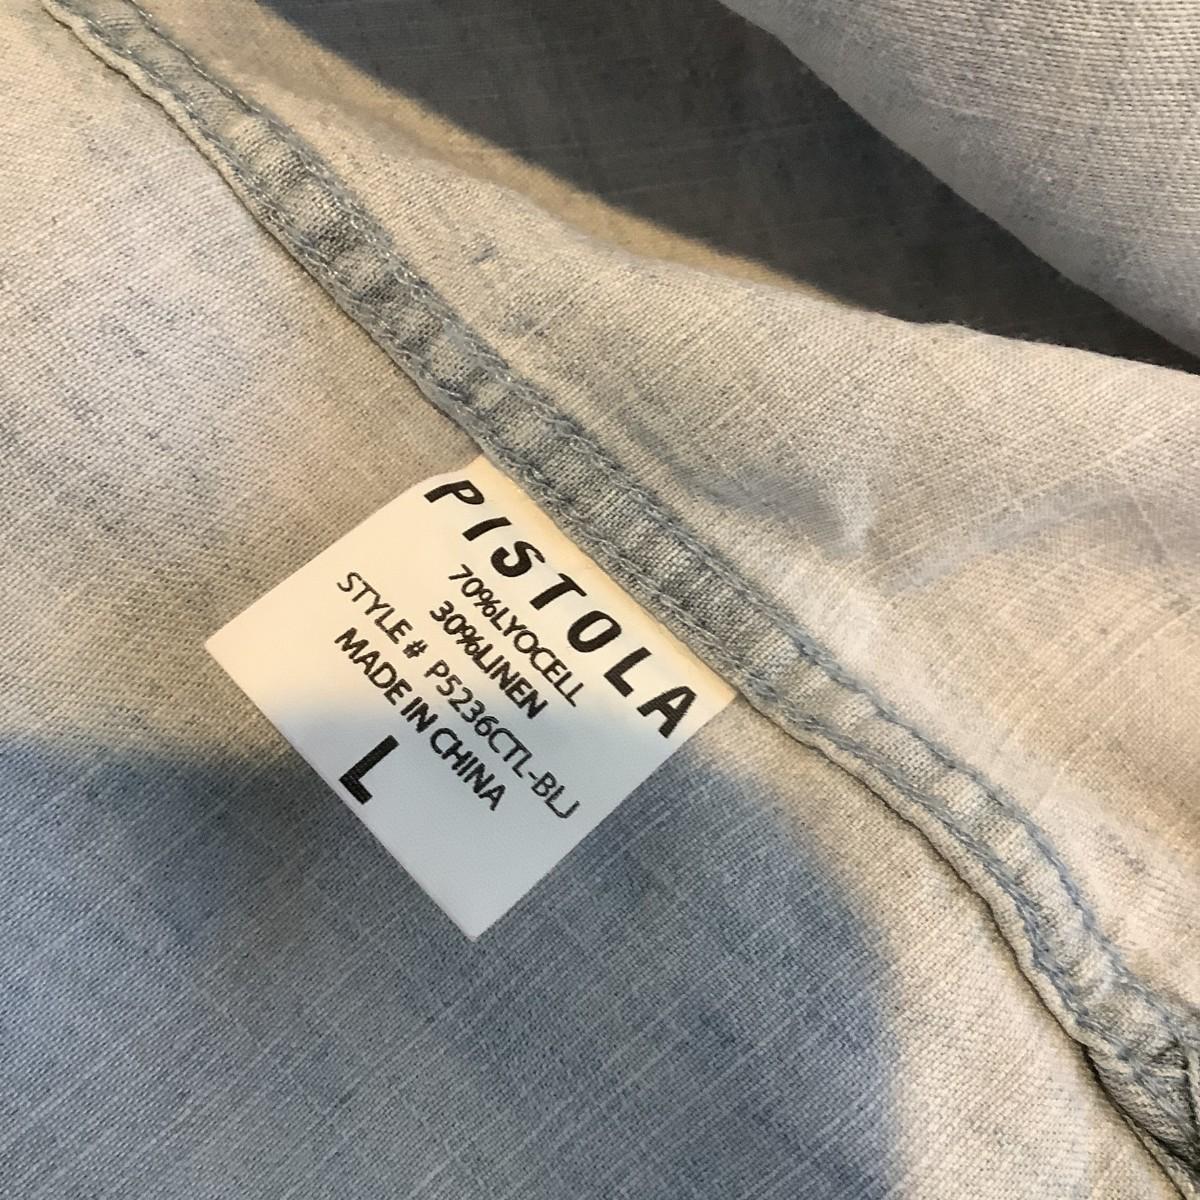 PISTOLA
70%LYOCELL
30%LINEN
STYLE # P5236CTL-BLJ
MADE IN CHINA
L